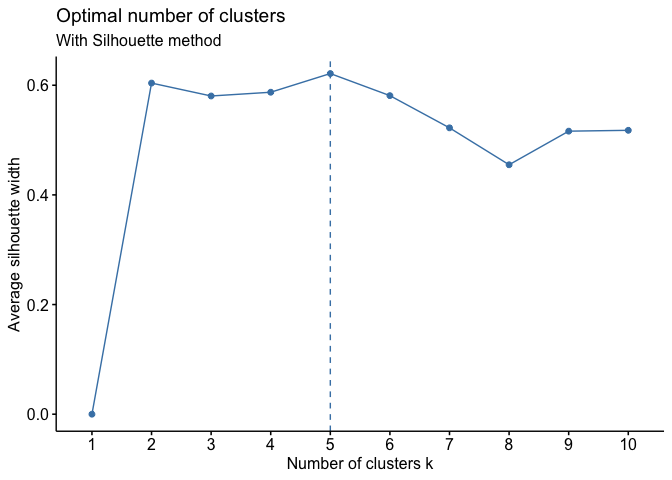 Optimal number of clusters
With Silhouette method
Average silhouette width
0.6
0.4
0.2
0.0
1 2 3 4 5 6 7 8 9 10
Number of clusters k